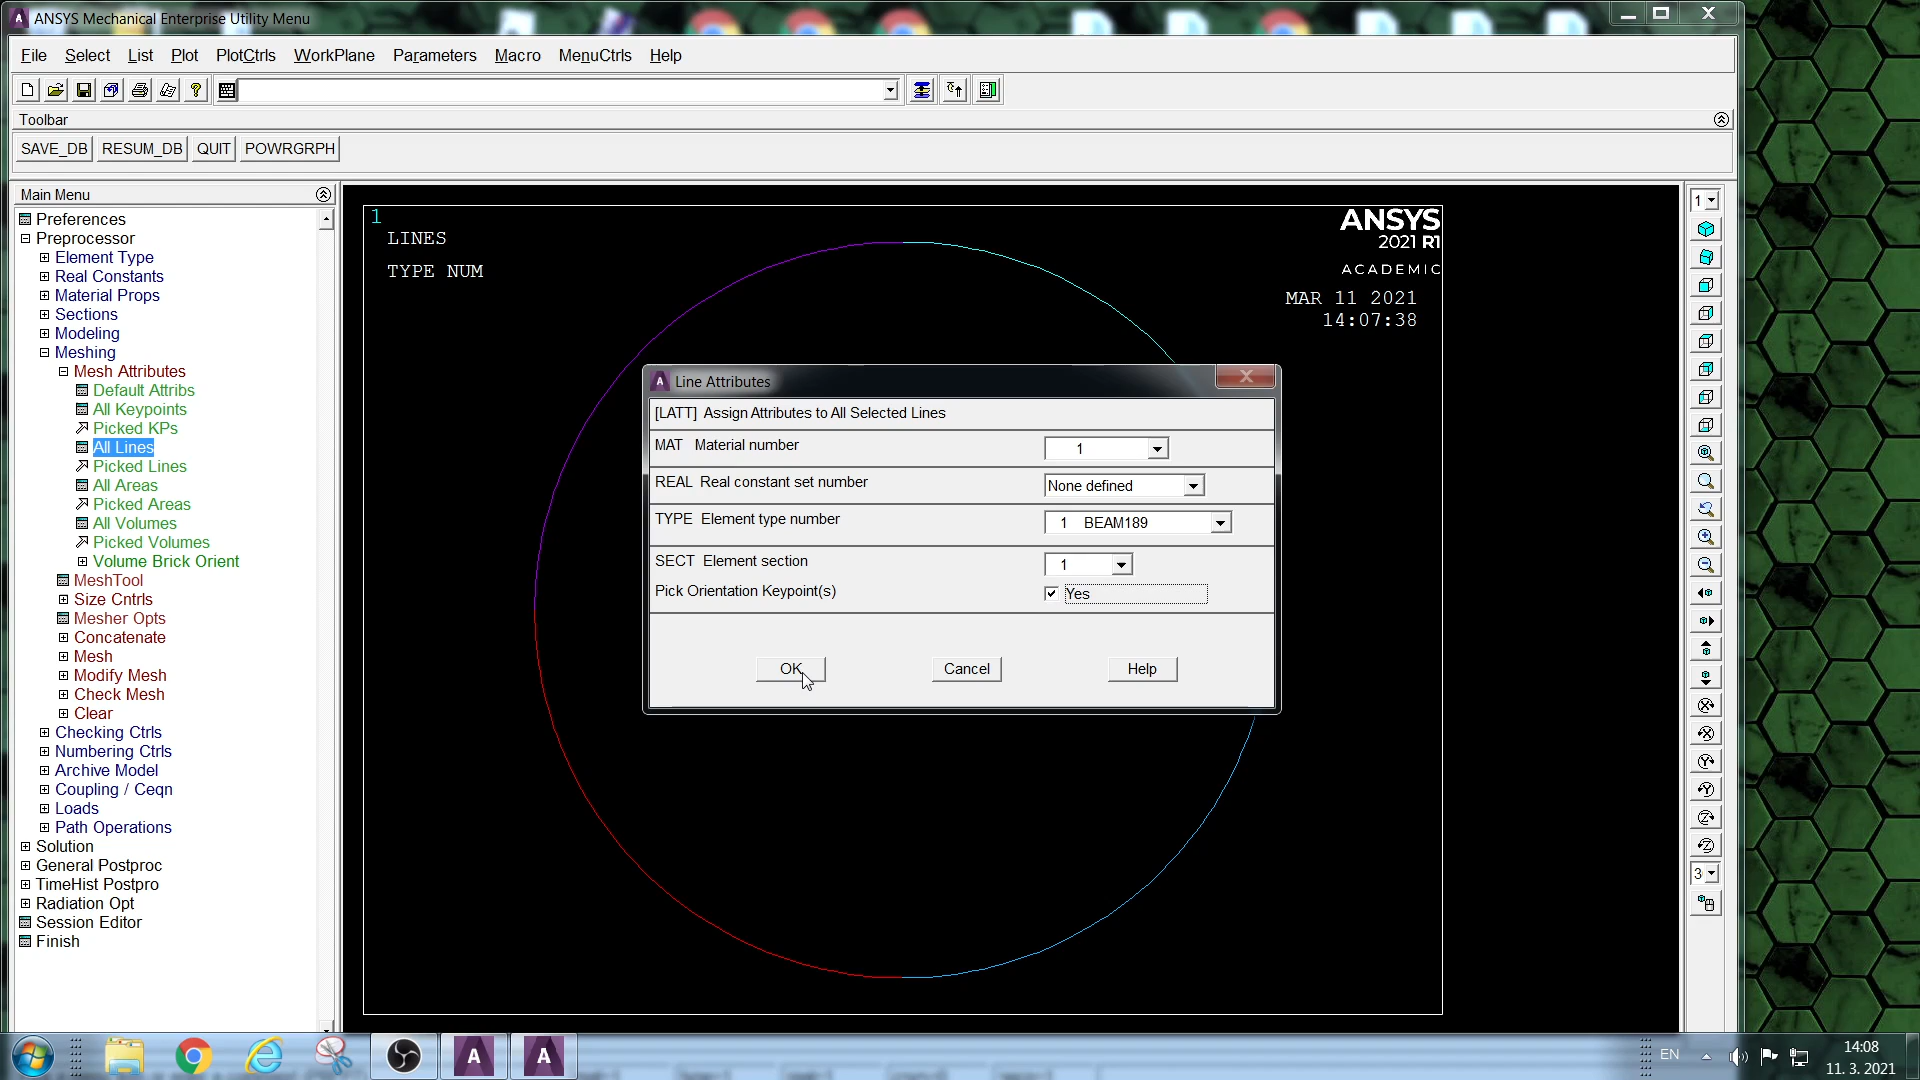 ANSYS Mechanical Enterprise Utility Menu
File Select List Plot PlotCtrls WorkPlane Parameters Macro MenuCtrls Help
Toolbar
SAVE_DB RESUM_DB QUIT POWRGRPH
Main Menu
Preferences
Preprocessor
Element Type
Real Constants
Material Props
Sections
Modeling
Meshing
Mesh Attributes
Default Attribs
All Keypoints
Picked KPs
All Lines
Picked Lines
All Areas
Picked Areas
All Volumes
Picked Volumes
Volume Brick Orient
MeshTool
Size Cntrls
Mesher Opts
Concatenate
Mesh
Modify Mesh
Check Mesh
Clear
Checking Ctrls
Numbering Ctrls
Archive Model
Coupling / Ceqn
Loads
Path Operations
Solution
General Postproc
TimeHist Postpro
Radiation Opt
Session Editor
Finish
1
LINES
TYPE NUM
ANSYS
2021 R1
ACADEMIC
MAR 11 2021
14:07:38
Line Attributes
[LATT] Assign Attributes to All Selected Lines
MAT Material number 1
REAL Real constant set number None defined
TYPE Element type number 1 BEAM189
SECT Element section 1
Pick Orientation Keypoint(s) Yes
OK Cancel Help
1
3
EN
14:08
11. 3. 2021